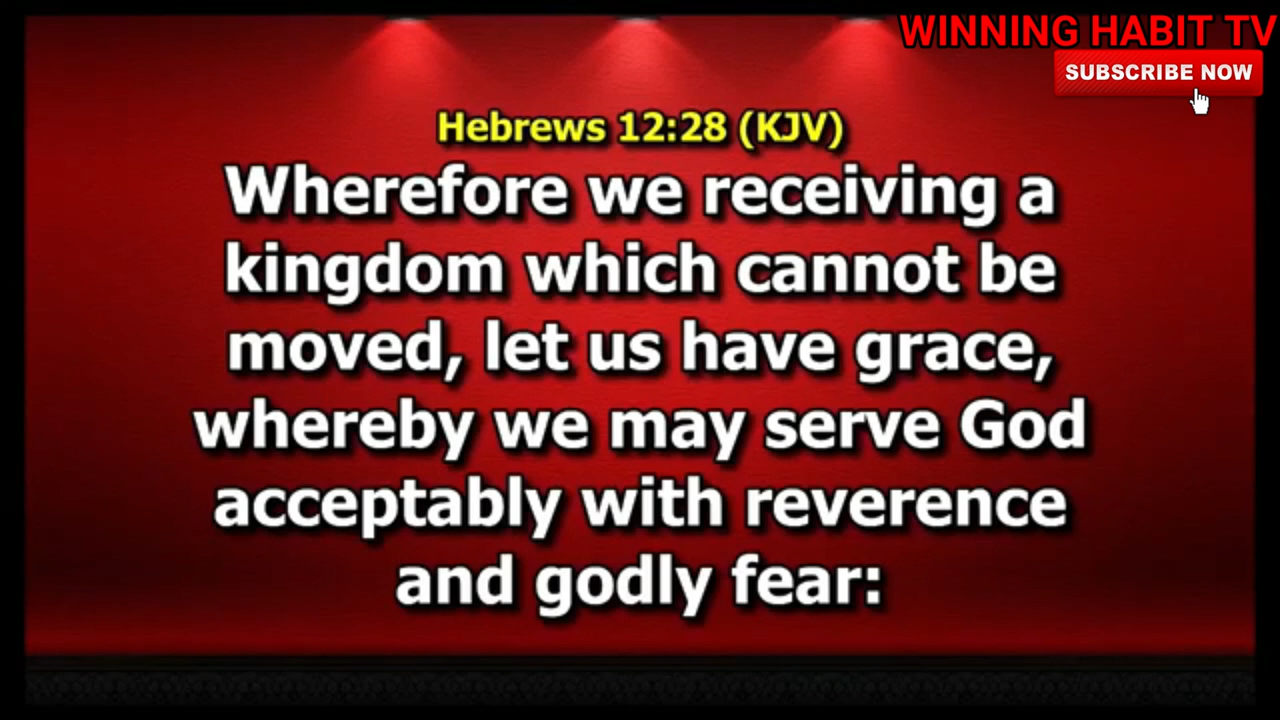 WINNING HABIT TV
SUBSCRIBE NOW
Hebrews 12:28 (KJV)
Wherefore we receiving a
kingdom which cannot be
moved, let us have grace,
whereby we may serve God
acceptably with reverence
and godly fear: